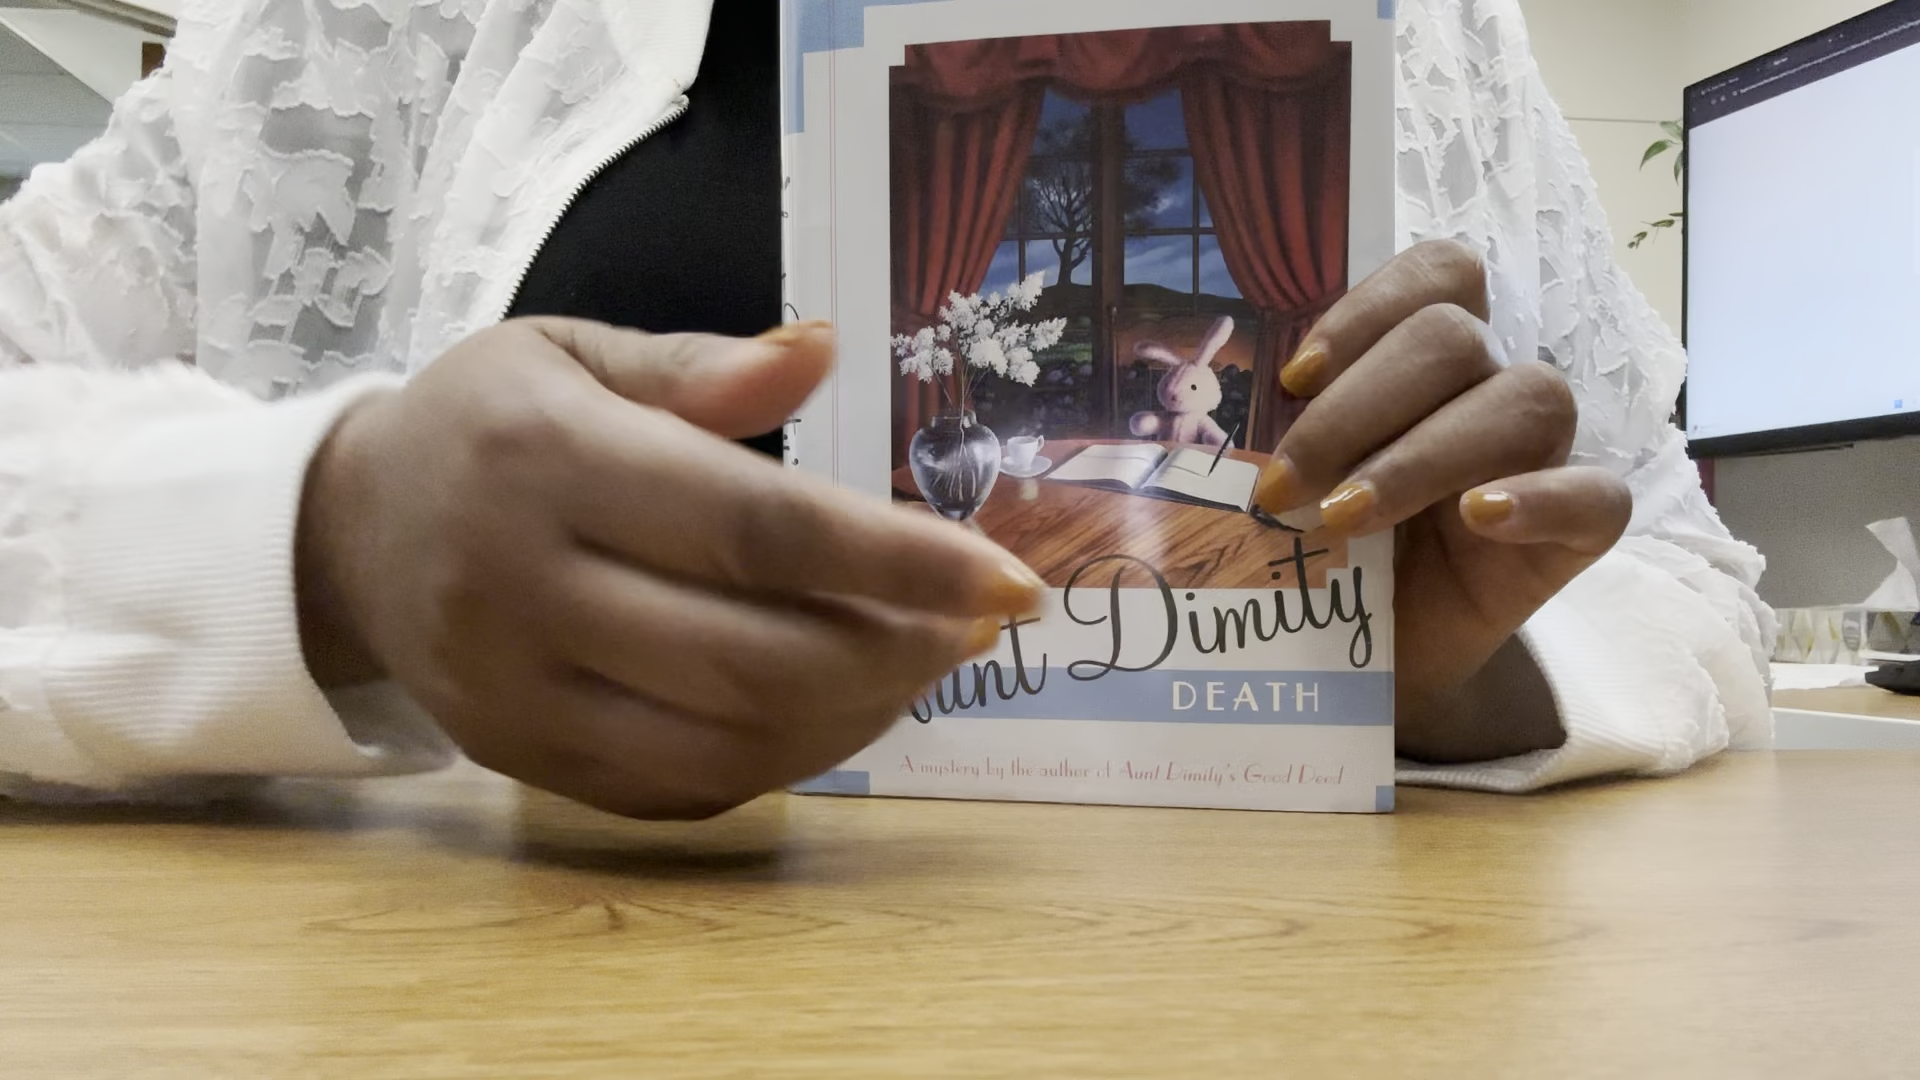 unt Dimity
DEATH
A mystery by the author of Aunt Dimity's Good Deed